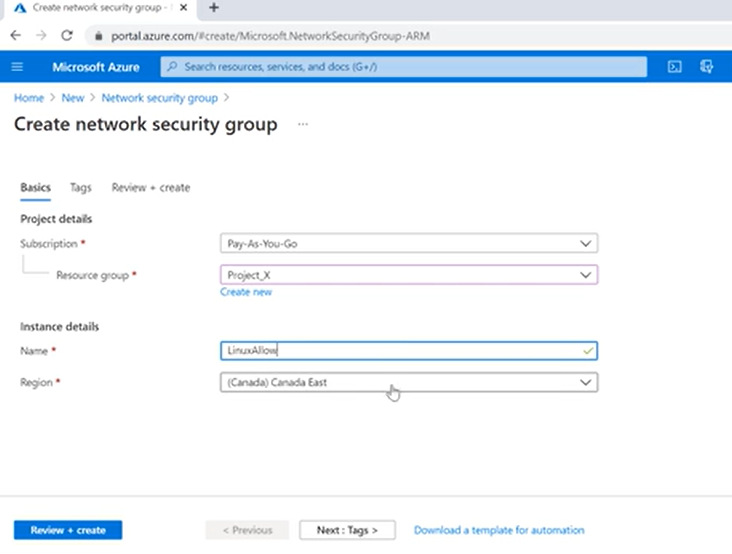 Create network security group -
portal.azure.com/#create/Microsoft.NetworkSecurityGroup-ARM
Microsoft Azure
Search resources, services, and docs (G+/)
Home > New > Network security group >
Create network security group ...
Basics Tags Review + create
Project details
Subscription * Pay-As-You-Go
Resource group * Project_X
Create new
Instance details
Name * LinuxAllow
Region * (Canada) Canada East
Review + create < Previous Next : Tags > Download a template for automation